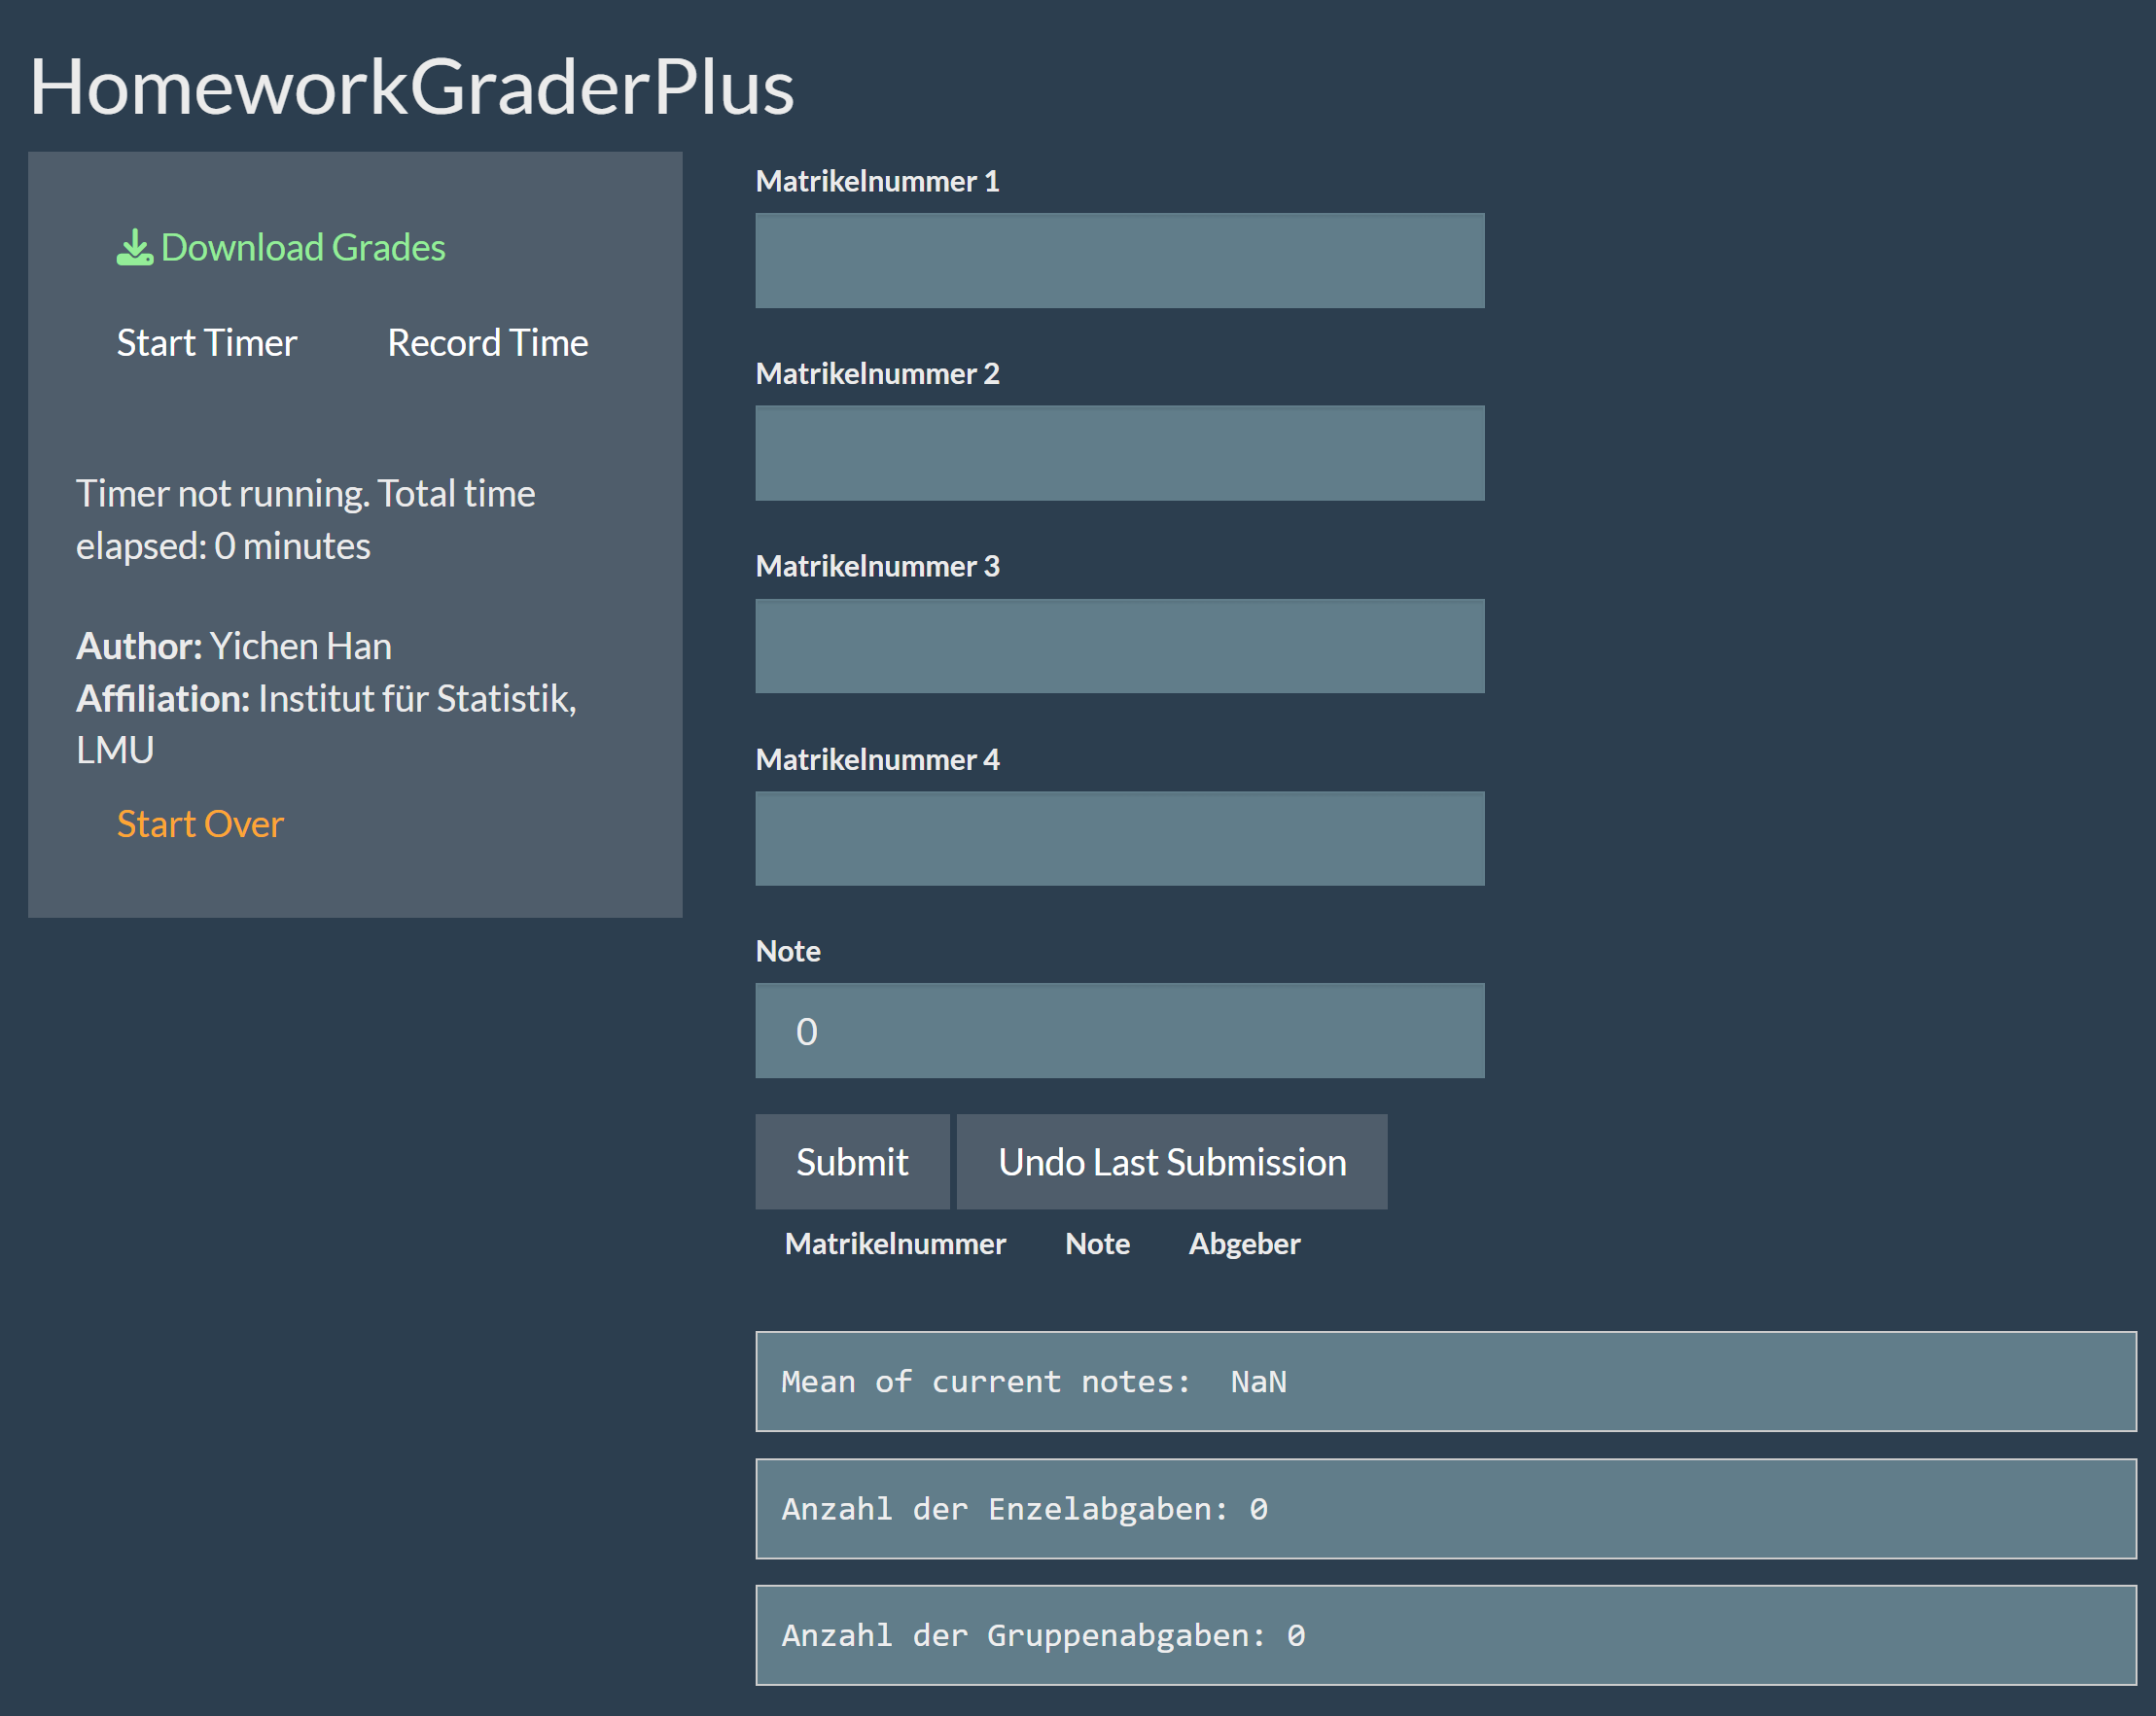 HomeworkGraderPlus
Download Grades
Start Timer Record Time
Timer not running. Total time
elapsed: 0 minutes
Author: Yichen Han
Affiliation: Institut für Statistik,
LMU
Start Over
Matrikelnummer 1
Matrikelnummer 2
Matrikelnummer 3
Matrikelnummer 4
Note
0
Submit Undo Last Submission
Matrikelnummer Note Abgeber
Mean of current notes:  NaN
Anzahl der Enzelabgaben: 0
Anzahl der Gruppenabgaben: 0